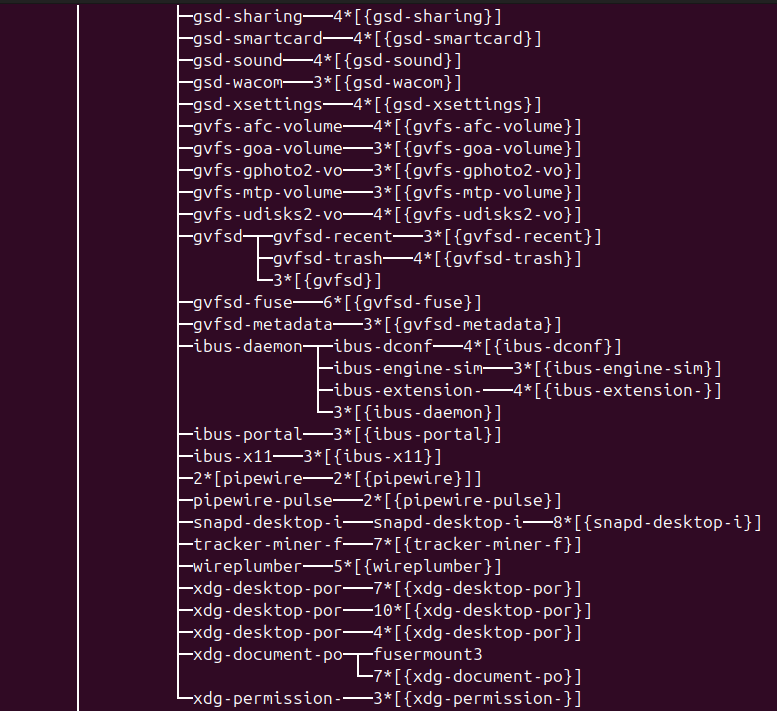 ├─gsd-sharing───4*[{gsd-sharing}]
├─gsd-smartcard───4*[{gsd-smartcard}]
├─gsd-sound───4*[{gsd-sound}]
├─gsd-wacom───3*[{gsd-wacom}]
├─gsd-xsettings───4*[{gsd-xsettings}]
├─gvfs-afc-volume───4*[{gvfs-afc-volume}]
├─gvfs-goa-volume───3*[{gvfs-goa-volume}]
├─gvfs-gphoto2-vo───3*[{gvfs-gphoto2-vo}]
├─gvfs-mtp-volume───3*[{gvfs-mtp-volume}]
├─gvfs-udisks2-vo───4*[{gvfs-udisks2-vo}]
├─gvfsd─┬─gvfsd-recent───3*[{gvfsd-recent}]
├─gvfsd-trash───4*[{gvfsd-trash}]
└─3*[{gvfsd}]
├─gvfsd-fuse───6*[{gvfsd-fuse}]
├─gvfsd-metadata───3*[{gvfsd-metadata}]
├─ibus-daemon─┬─ibus-dconf───4*[{ibus-dconf}]
├─ibus-engine-sim───3*[{ibus-engine-sim}]
├─ibus-extension-───4*[{ibus-extension-}]
└─3*[{ibus-daemon}]
├─ibus-portal───3*[{ibus-portal}]
├─ibus-x11───3*[{ibus-x11}]
├─2*[pipewire───2*[{pipewire}]]
├─pipewire-pulse───2*[{pipewire-pulse}]
├─snapd-desktop-i───snapd-desktop-i───8*[{snapd-desktop-i}]
├─tracker-miner-f───7*[{tracker-miner-f}]
├─wireplumber───5*[{wireplumber}]
├─xdg-desktop-por───7*[{xdg-desktop-por}]
├─xdg-desktop-por───10*[{xdg-desktop-por}]
├─xdg-desktop-por───4*[{xdg-desktop-por}]
├─xdg-document-po─┬─fusermount3
└─7*[{xdg-document-po}]
└─xdg-permission-───3*[{xdg-permission-}]